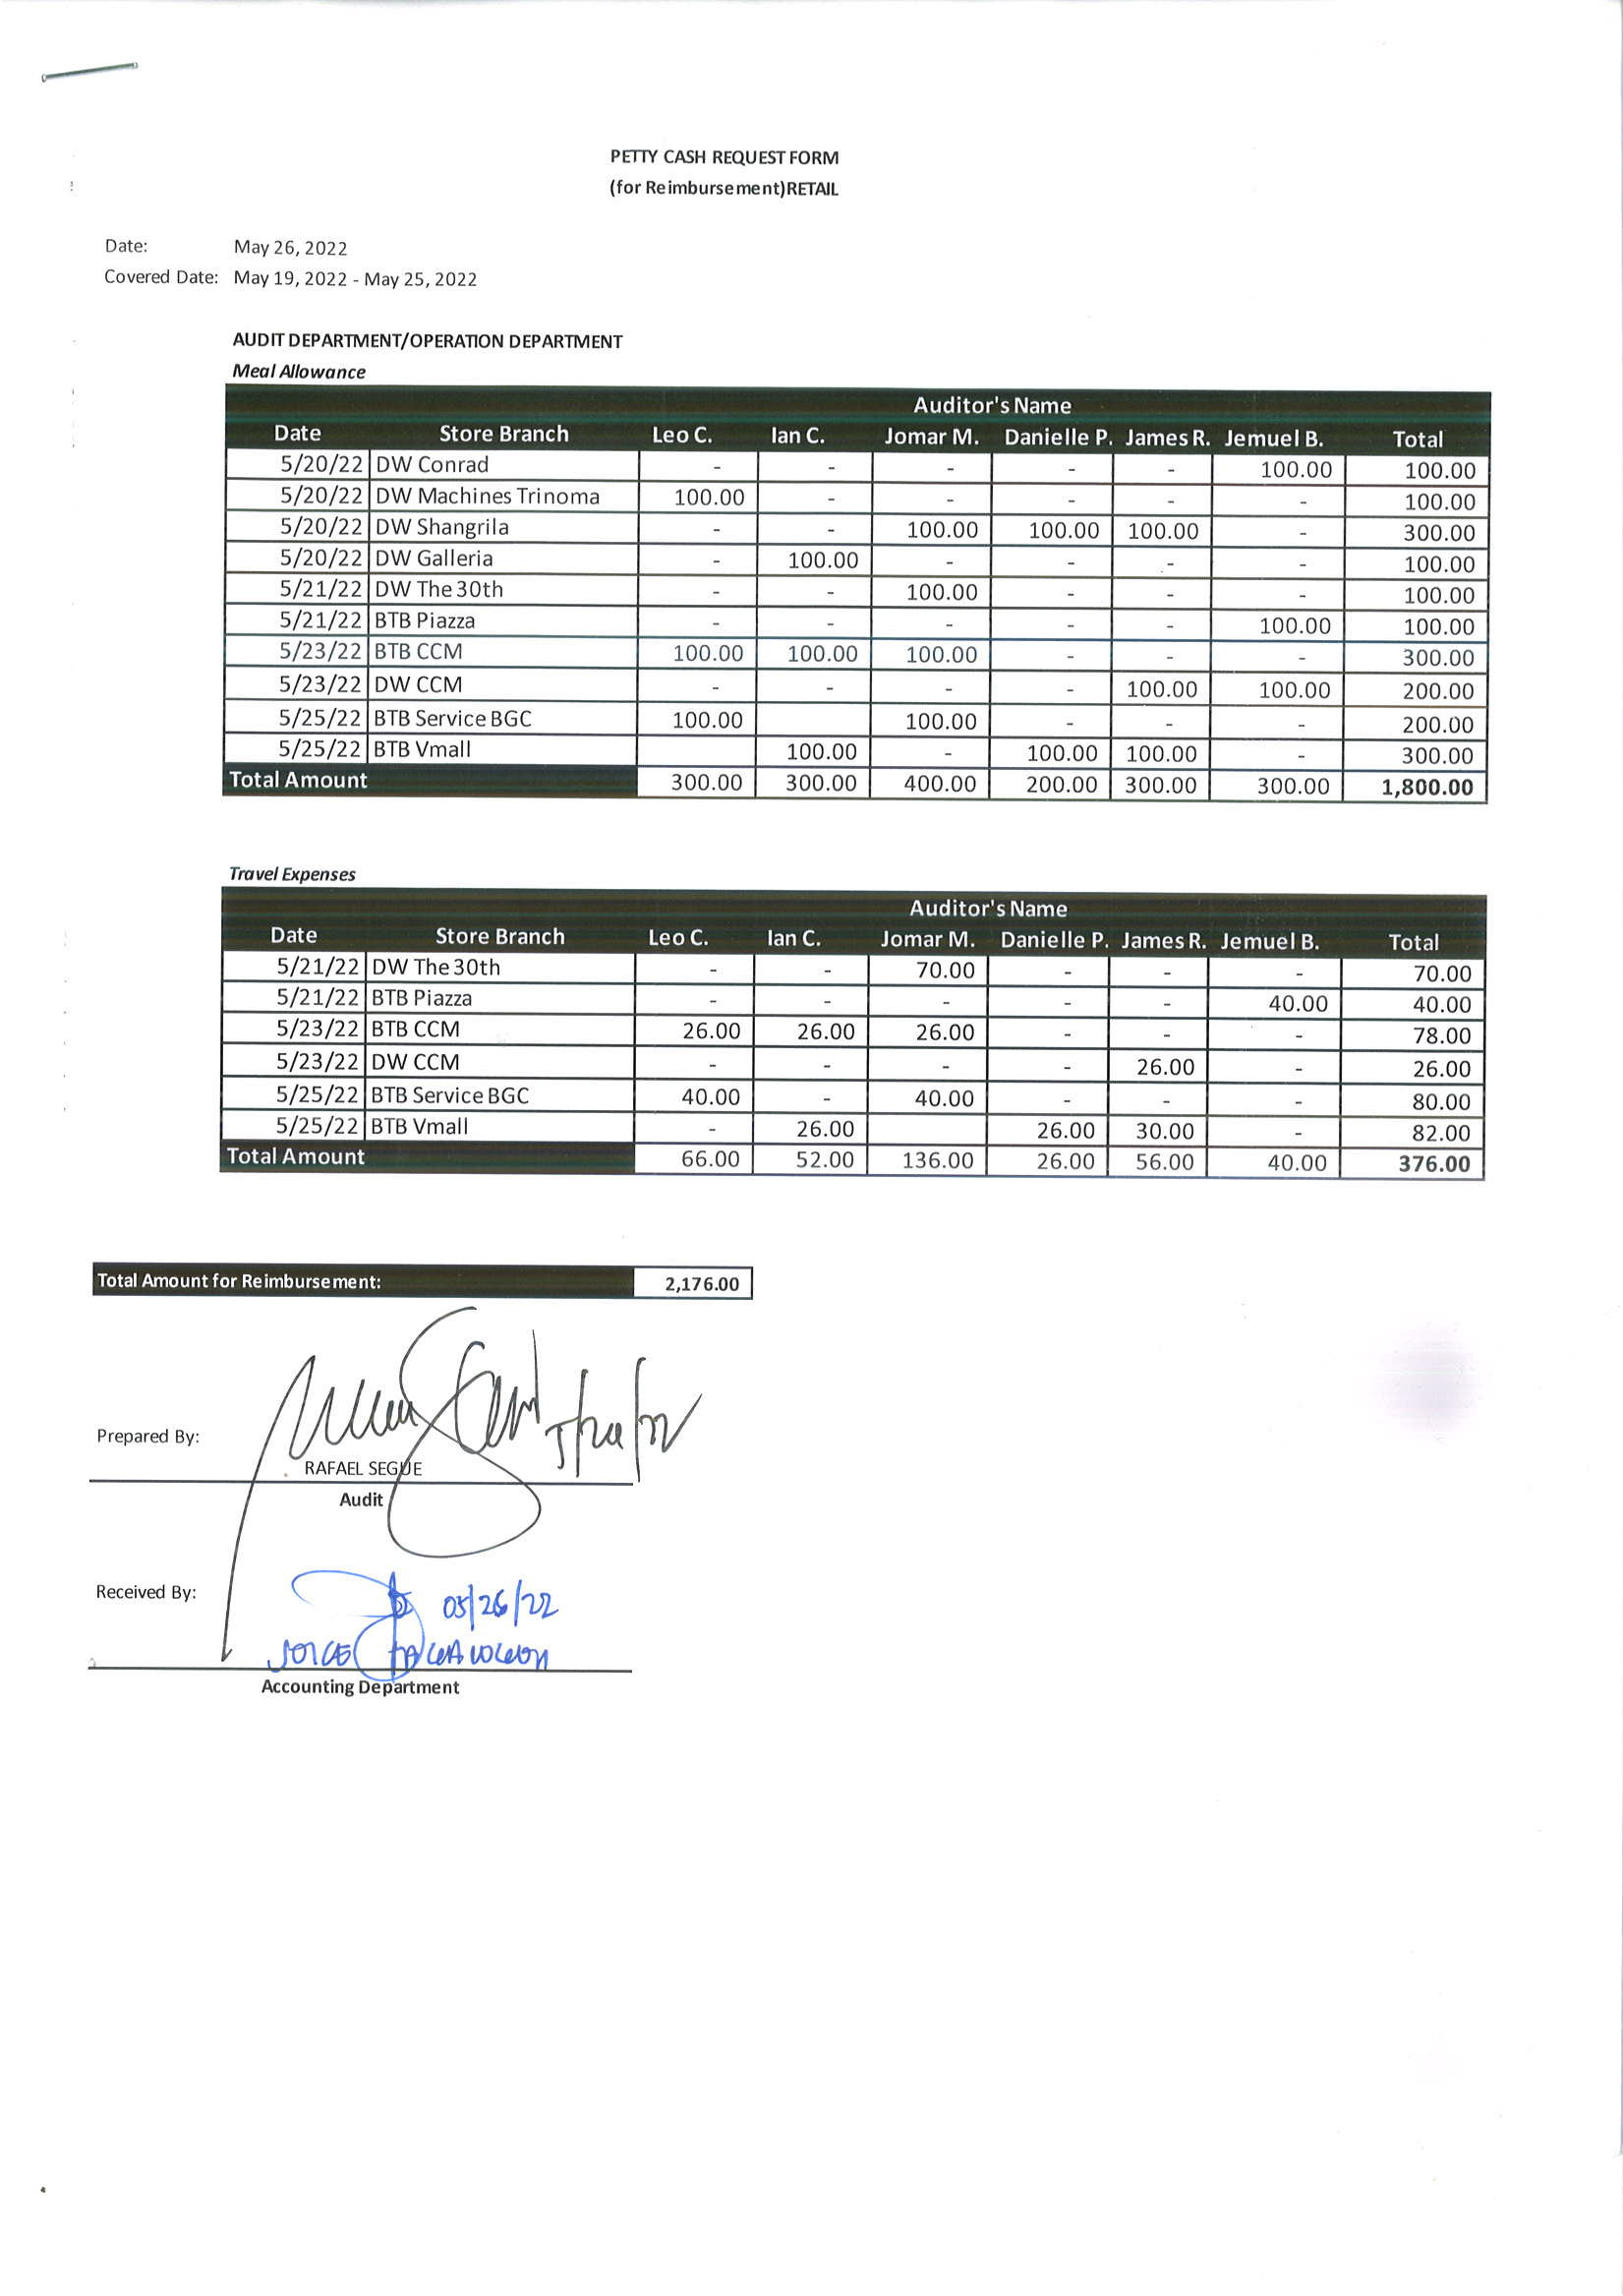 PETTY CASH REQUEST FORM
(for Reimbursement)RETAIL
Date: May 26, 2022
Covered Date: May 19, 2022 - May 25, 2022
AUDIT DEPARTMENT/OPERATION DEPARTMENT
Meal Allowance
Auditor's Name
Date Store Branch Leo C. Ian C. Jomar M. Danielle P. James R. Jemuel B. Total
5/20/22 DW Conrad - - - - - 100.00 100.00
5/20/22 DW Machines Trinoma 100.00 - - - - - 100.00
5/20/22 DW Shangrila - - 100.00 100.00 100.00 - 300.00
5/20/22 DW Galleria - 100.00 - - - - 100.00
5/21/22 DW The 30th - - 100.00 - - - 100.00
5/21/22 BTB Piazza - - - - - 100.00 100.00
5/23/22 BTB CCM 100.00 100.00 100.00 - - - 300.00
5/23/22 DW CCM - - - - 100.00 100.00 200.00
5/25/22 BTB Service BGC 100.00 100.00 - - - 200.00
5/25/22 BTB Vmall 100.00 - 100.00 100.00 - 300.00
Total Amount 300.00 300.00 400.00 200.00 300.00 300.00 1,800.00
Travel Expenses
Auditor's Name
Date Store Branch Leo C. Ian C. Jomar M. Danielle P. James R. Jemuel B. Total
5/21/22 DW The 30th - - 70.00 - - - 70.00
5/21/22 BTB Piazza - - - - - 40.00 40.00
5/23/22 BTB CCM 26.00 26.00 26.00 - - - 78.00
5/23/22 DW CCM - - - - 26.00 - 26.00
5/25/22 BTB Service BGC 40.00 - 40.00 - - - 80.00
5/25/22 BTB Vmall - 26.00 26.00 30.00 - 82.00
Total Amount 66.00 52.00 136.00 26.00 56.00 40.00 376.00
Total Amount for Reimbursement: 2,176.00
Prepared By:
RAFAEL SEGUE
Audit
Received By:
05/26/22
Accounting Department